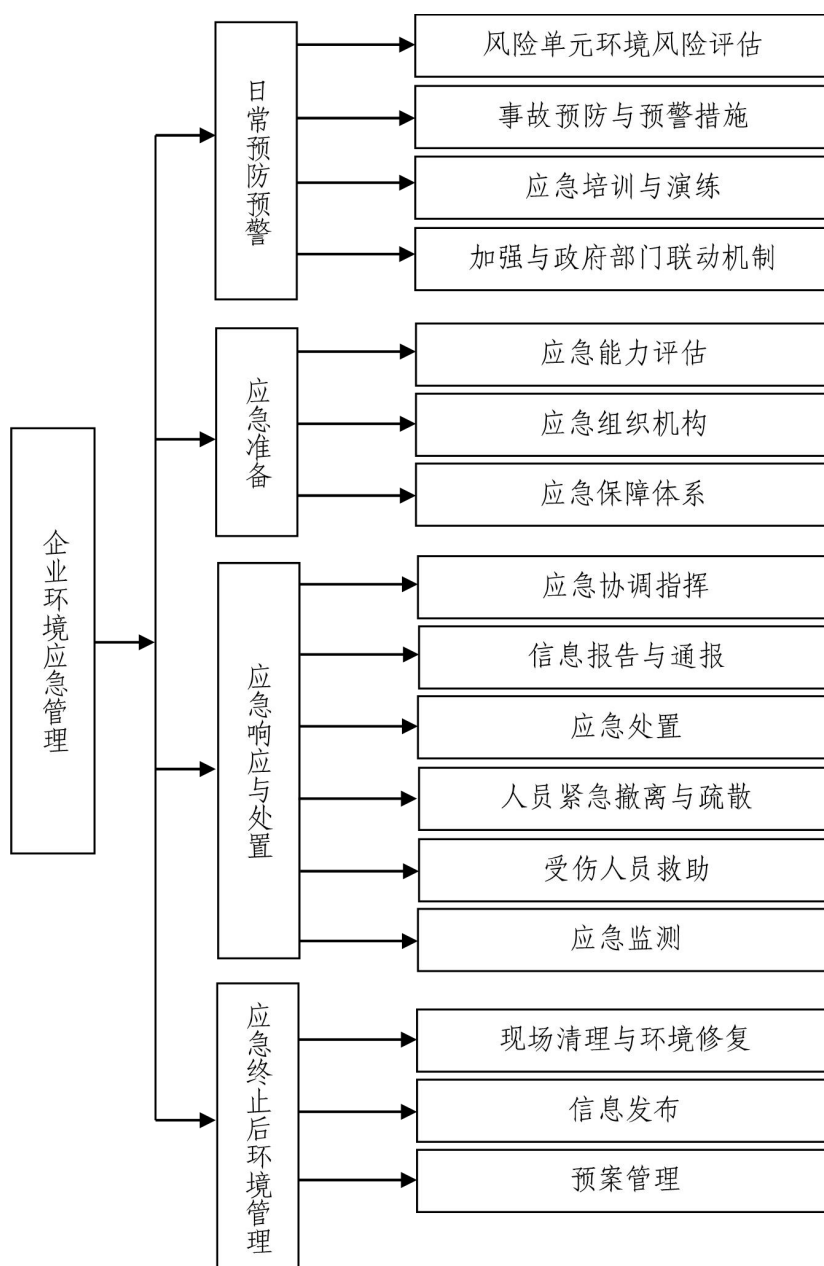 企业环境应急管理
日常预防预警
风险单元环境风险评估
事故预防与预警措施
应急培训与演练
加强与政府部门联动机制
应急准备
应急能力评估
应急组织机构
应急保障体系
应急响应与处置
应急协调指挥
信息报告与通报
应急处置
人员紧急撤离与疏散
受伤人员救助
应急监测
应急终止后环境管理
现场清理与环境修复
信息发布
预案管理